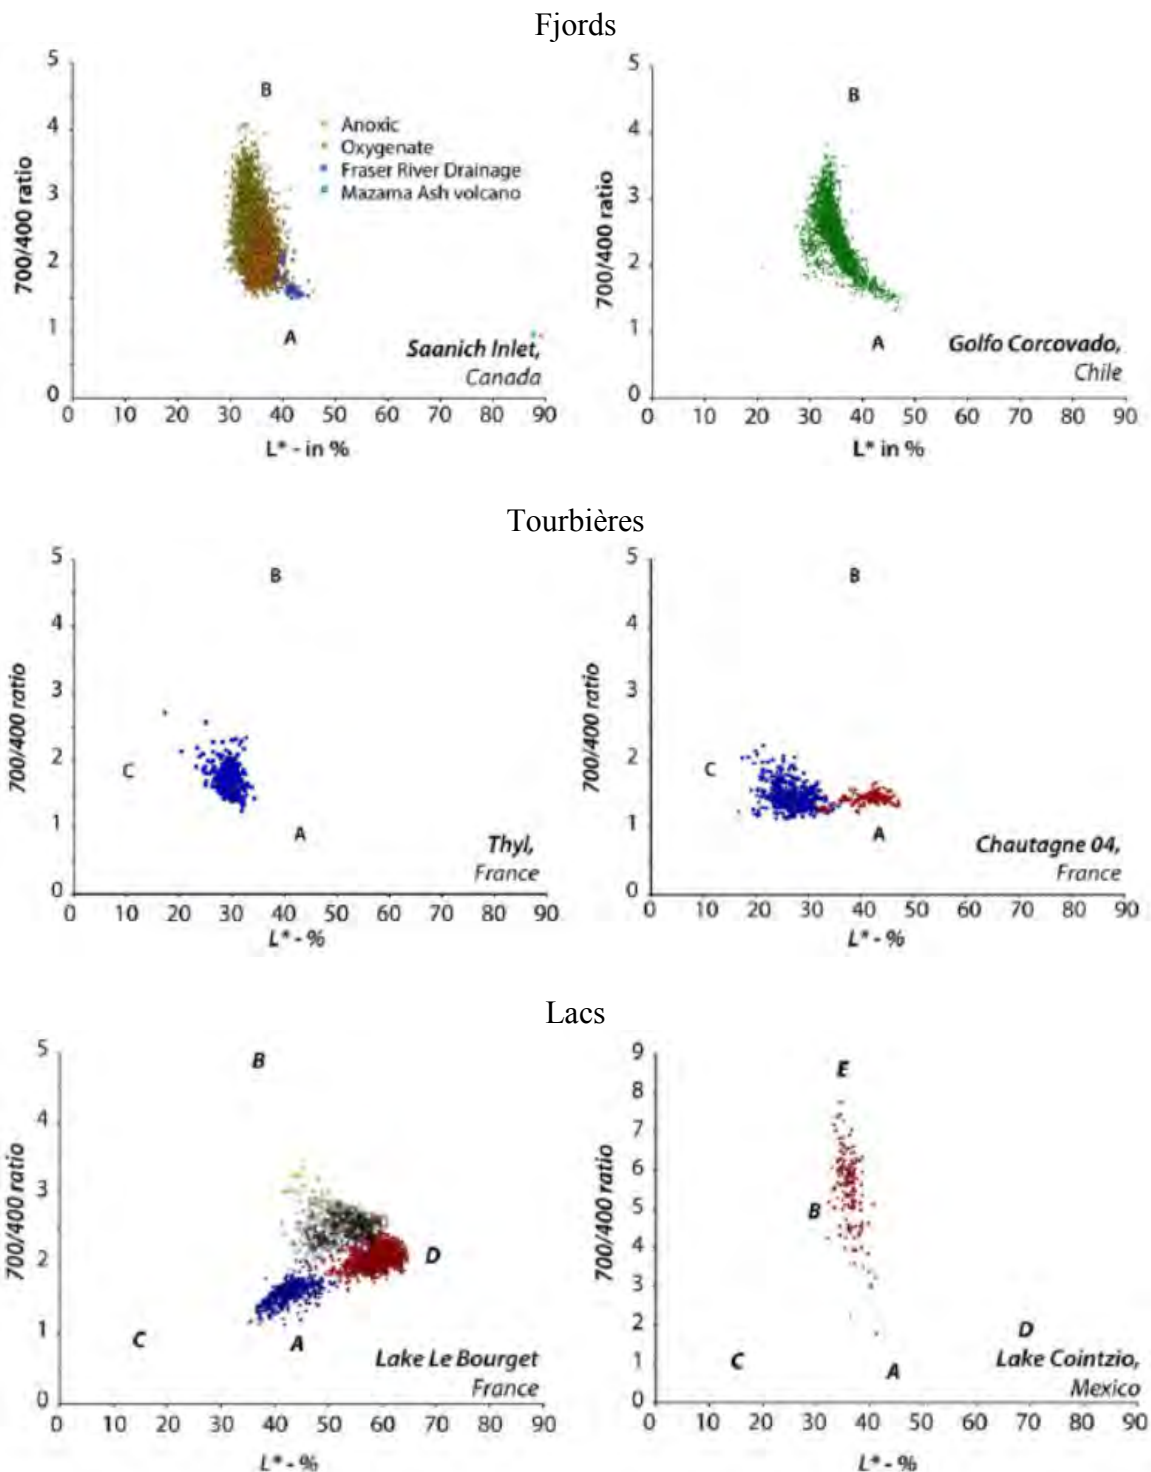 Fjords
5
4
3
2
1
0
700/400 ratio
B
Anoxic
Oxygenate
Fraser River Drainage
Mazama Ash volcano
A
Saanich Inlet,
Canada
0 10 20 30 40 50 60 70 80 90
L* - in %
5
4
3
2
1
0
700/400 ratio
B
A
Golfo Corcovado,
Chile
0 10 20 30 40 50 60 70 80 90
L* in %
Tourbières
5
4
3
2
1
0
700/400 ratio
B
C
A
Thyl,
France
0 10 20 30 40 50 60 70 80 90
L* - %
5
4
3
2
1
0
700/400 ratio
B
C
A
Chautagne 04,
France
0 10 20 30 40 50 60 70 80 90
L* - %
Lacs
5
4
3
2
1
0
700/400 ratio
B
D
C
A
Lake Le Bourget
France
0 10 20 30 40 50 60 70 80 90
L* - %
9
8
7
6
5
4
3
2
1
0
700/400 ratio
E
B
D
C
A
Lake Cointzio,
Mexico
0 10 20 30 40 50 60 70 80 90
L* - %